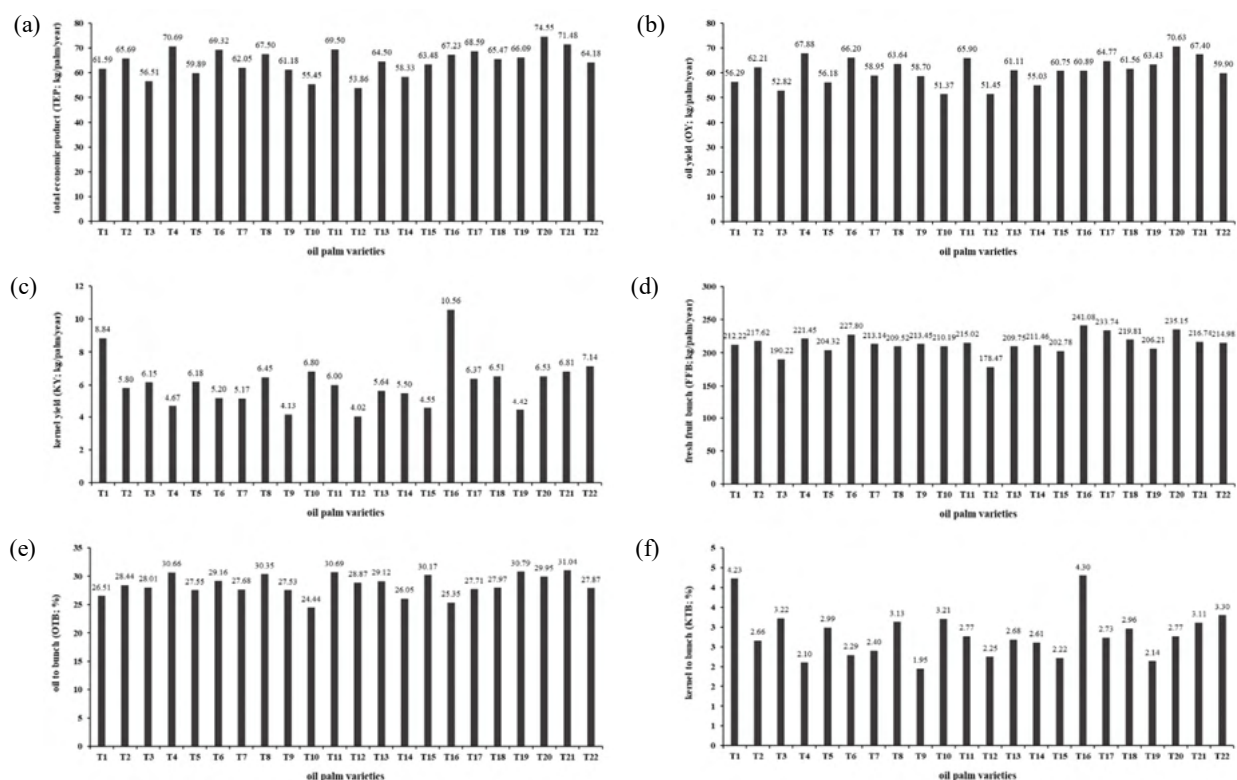 (a)
80
70
60
50
40
30
20
10
0
total economic product (TEP; kg/palm/year)
61.59 65.69 56.51 70.69 59.89 69.32 62.05 67.50 61.18 55.45 69.50 53.86 64.50 58.33 63.48 67.23 68.59 65.47 66.09 74.55 71.48 64.18
T1 T2 T3 T4 T5 T6 T7 T8 T9 T10 T11 T12 T13 T14 T15 T16 T17 T18 T19 T20 T21 T22
oil palm varieties
(b)
80
70
60
50
40
30
20
10
0
oil yield (OY; kg/palm/year)
56.29 62.21 52.82 67.88 56.18 66.20 58.95 63.64 58.70 51.37 65.90 51.45 61.11 55.03 60.75 60.89 64.77 61.56 63.43 70.63 67.40 59.90
T1 T2 T3 T4 T5 T6 T7 T8 T9 T10 T11 T12 T13 T14 T15 T16 T17 T18 T19 T20 T21 T22
oil palm varieties
(c)
12
10
8
6
4
2
0
kernel yield (KY; kg/palm/year)
8.84 5.80 6.15 4.67 6.18 5.20 5.17 6.45 4.13 6.80 6.00 4.02 5.64 5.50 4.55 10.56 6.37 6.51 4.42 6.53 6.81 7.14
T1 T2 T3 T4 T5 T6 T7 T8 T9 T10 T11 T12 T13 T14 T15 T16 T17 T18 T19 T20 T21 T22
oil palm varieties
(d)
300
250
200
150
100
50
0
fresh fruit bunch (FFB; kg/palm/year)
212.22 217.62 190.22 221.45 204.32 227.80 213.14 209.52 213.45 210.19 215.02 178.47 209.75 211.46 202.78 241.08 233.74 219.81 206.21 235.15 216.74 214.98
T1 T2 T3 T4 T5 T6 T7 T8 T9 T10 T11 T12 T13 T14 T15 T16 T17 T18 T19 T20 T21 T22
oil palm varieties
(e)
35
30
25
20
15
10
5
0
oil to bunch (OTB; %)
26.51 28.44 28.01 30.66 27.55 29.16 27.68 30.35 27.53 24.44 30.69 28.87 29.12 26.05 30.17 25.35 27.71 27.97 30.79 29.95 31.04 27.87
T1 T2 T3 T4 T5 T6 T7 T8 T9 T10 T11 T12 T13 T14 T15 T16 T17 T18 T19 T20 T21 T22
oil palm varieties
(f)
5
4
4
3
3
2
2
1
1
0
kernel to bunch (KTB; %)
4.23 2.66 3.22 2.10 2.99 2.29 2.40 3.13 1.95 3.21 2.77 2.25 2.68 2.61 2.22 4.30 2.73 2.96 2.14 2.77 3.11 3.30
T1 T2 T3 T4 T5 T6 T7 T8 T9 T10 T11 T12 T13 T14 T15 T16 T17 T18 T19 T20 T21 T22
oil palm varieties